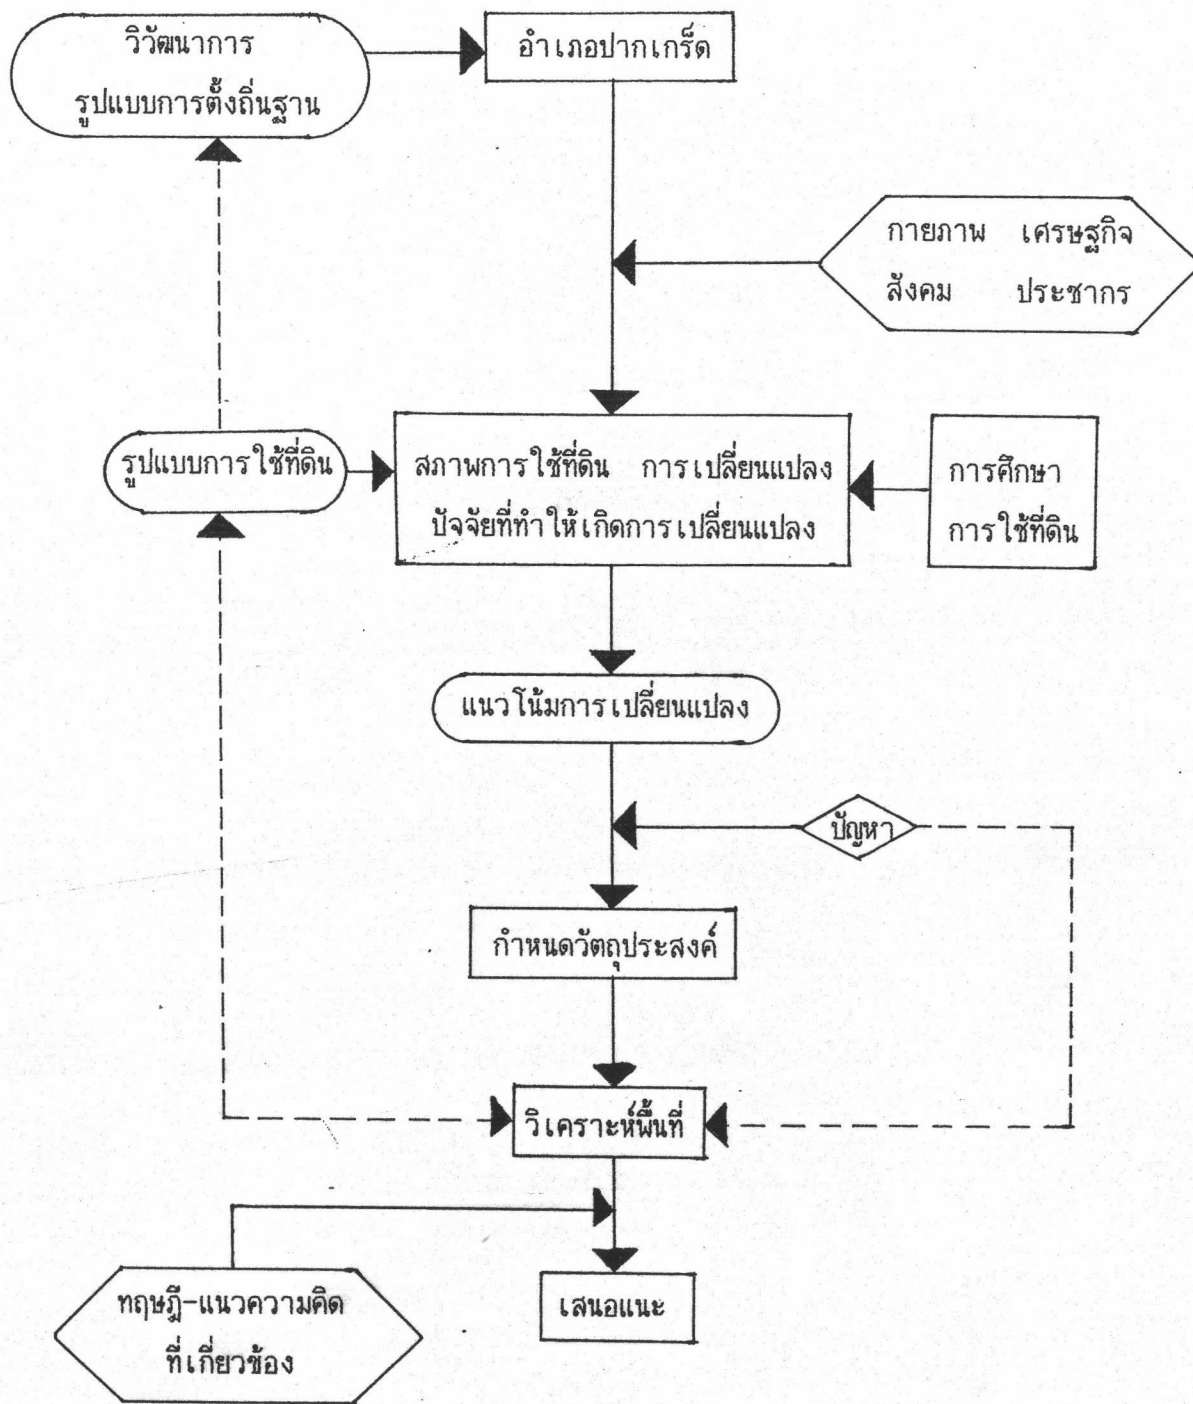 วิวัฒนาการ
รูปแบบการตั้งถิ่นฐาน
อำเภอปากเกร็ด
กายภาพ เศรษฐกิจ
สังคม ประชากร
รูปแบบการใช้ที่ดิน
สภาพการใช้ที่ดิน การเปลี่ยนแปลง
ปัจจัยที่ทำให้เกิดการเปลี่ยนแปลง
การศึกษา
การใช้ที่ดิน
แนวโน้มการเปลี่ยนแปลง
ปัญหา
กำหนดวัตถุประสงค์
วิเคราะห์พื้นที่
ทฤษฎี-แนวความคิด
ที่เกี่ยวข้อง
เสนอแนะ